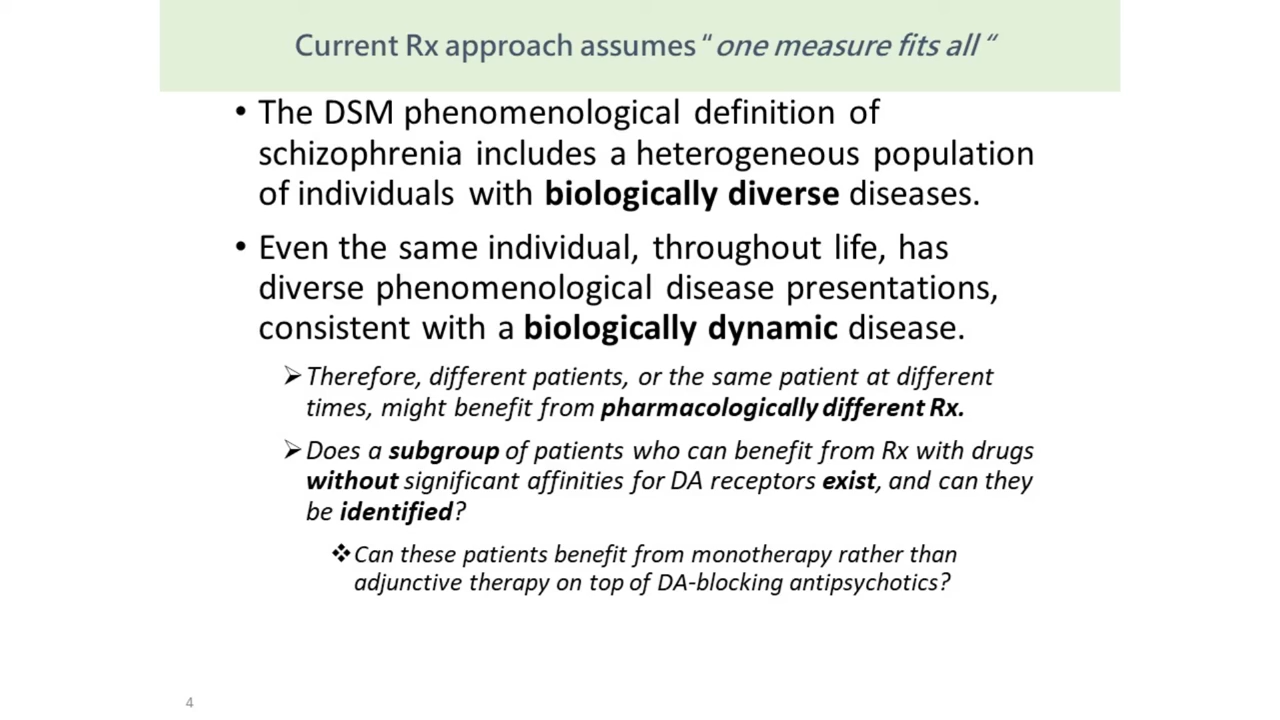 Current Rx approach assumes “one measure fits all “
• The DSM phenomenological definition of
schizophrenia includes a heterogeneous population
of individuals with biologically diverse diseases.
• Even the same individual, throughout life, has
diverse phenomenological disease presentations,
consistent with a biologically dynamic disease.
➢ Therefore, different patients, or the same patient at different
times, might benefit from pharmacologically different Rx.
➢ Does a subgroup of patients who can benefit from Rx with drugs
without significant affinities for DA receptors exist, and can they
be identified?
❖ Can these patients benefit from monotherapy rather than
adjunctive therapy on top of DA-blocking antipsychotics?
4